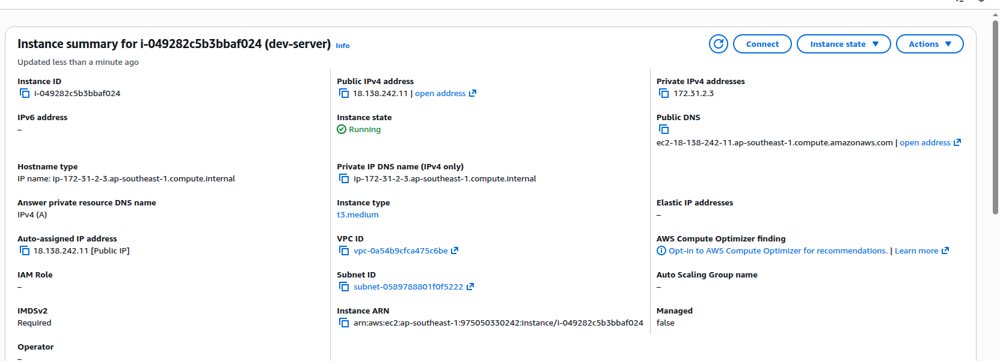 Instance summary for i-049282c5b3bbaf024 (dev-server) Info
Connect
Instance state
Actions
Updated less than a minute ago
Instance ID
i-049282c5b3bbaf024
Public IPv4 address
18.138.242.11 | open address
Private IPv4 addresses
172.31.2.3
IPv6 address
–
Instance state
Running
Public DNS
ec2-18-138-242-11.ap-southeast-1.compute.amazonaws.com | open address
Hostname type
IP name: ip-172-31-2-3.ap-southeast-1.compute.internal
Private IP DNS name (IPv4 only)
ip-172-31-2-3.ap-southeast-1.compute.internal
Answer private resource DNS name
IPv4 (A)
Instance type
t3.medium
Elastic IP addresses
–
Auto-assigned IP address
18.138.242.11 [Public IP]
VPC ID
vpc-0a54b9cfca475c6be
AWS Compute Optimizer finding
Opt-in to AWS Compute Optimizer for recommendations. | Learn more
IAM Role
–
Subnet ID
subnet-0589788801f0f5222
Auto Scaling Group name
–
IMDSv2
Required
Instance ARN
arn:aws:ec2:ap-southeast-1:975050330242:instance/i-049282c5b3bbaf024
Managed
false
Operator
–